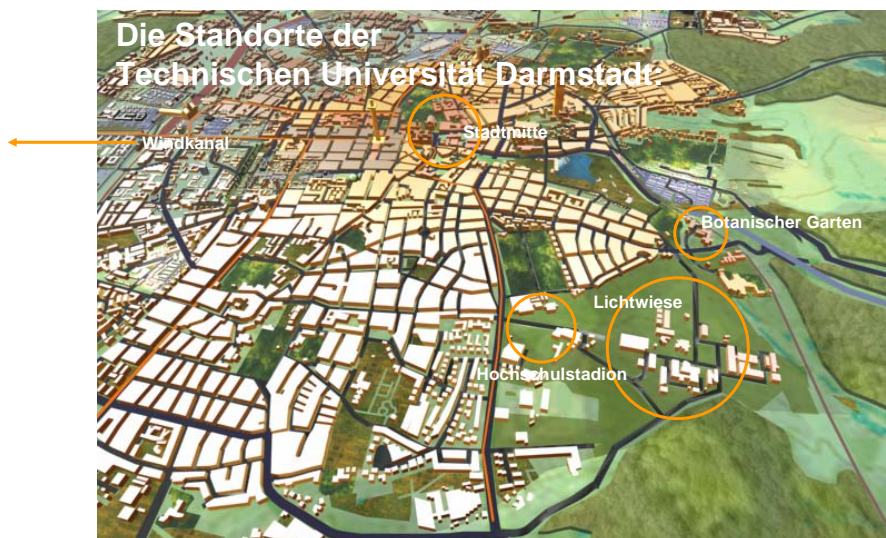 Die Standorte der
Technischen Universität Darmstadt.
Stadtmitte
Windkanal
Botanischer Garten
Lichtwiese
Hochschulstadion